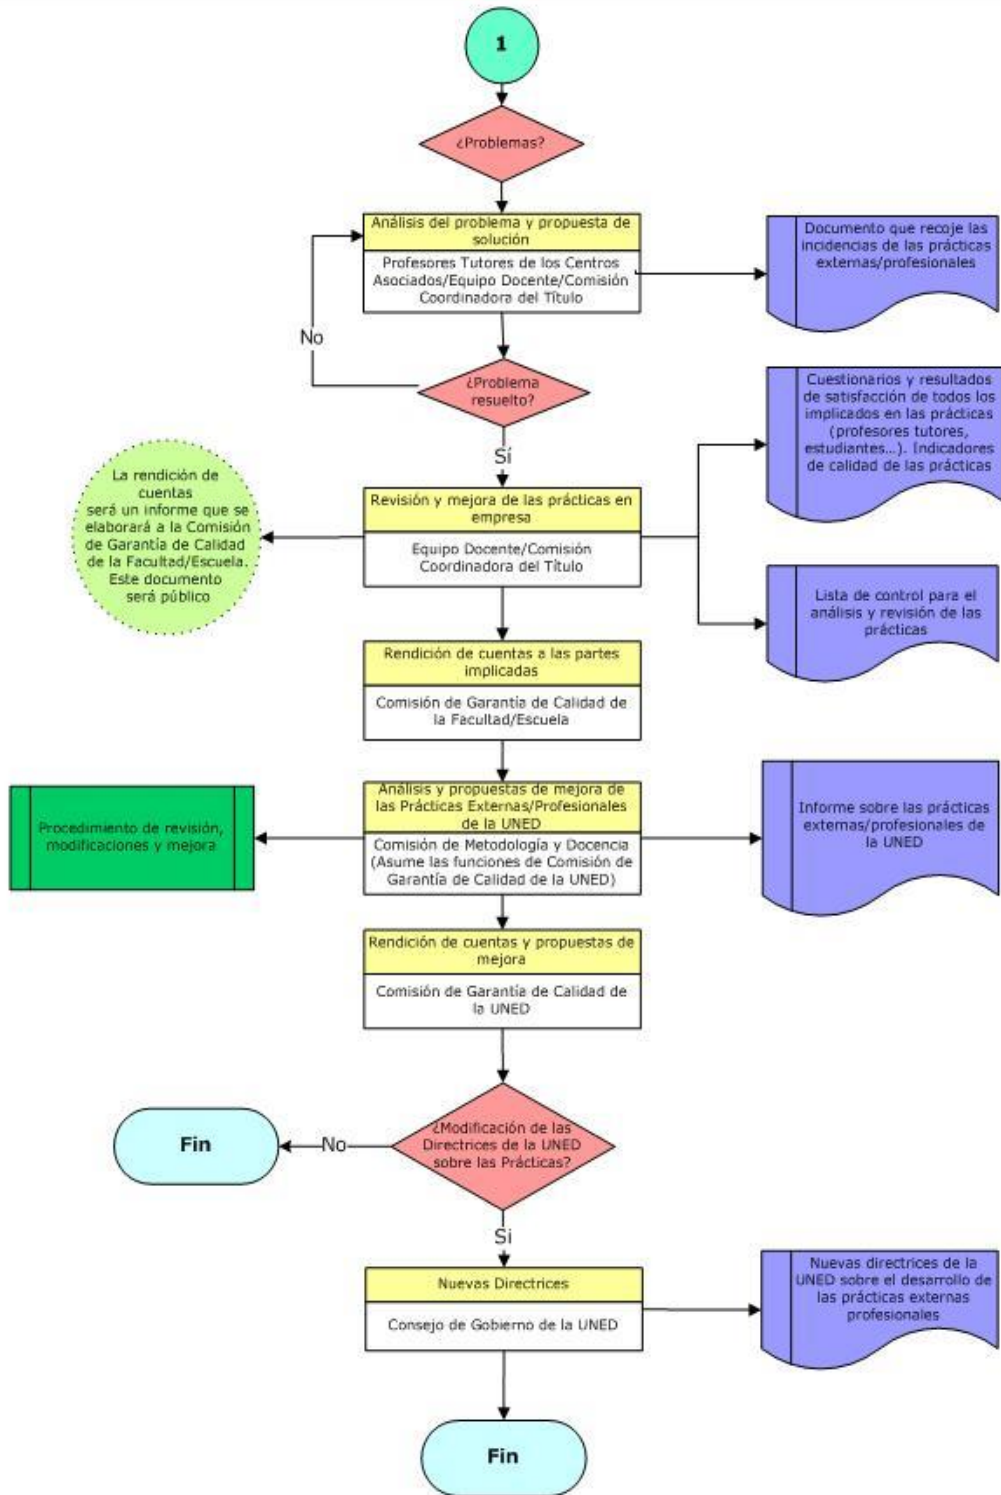 1
¿Problemas?
Análisis del problema y propuesta de
solución
Profesores Tutores de los Centros
Asociados/Equipo Docente/Comisión
Coordinadora del Título
Documento que recoje las
incidencias de las prácticas
externas/profesionales
No
¿Problema
resuelto?
Sí
Cuestionarios y resultados
de satisfacción de todos los
implicados en las prácticas
(profesores tutores,
estudiantes...). Indicadores
de calidad de las prácticas
La rendición de
cuentas
será un informe que se
elaborará a la Comisión
de Garantía de Calidad
de la Facultad/Escuela.
Este documento
será público
Revisión y mejora de las prácticas en
empresa
Equipo Docente/Comisión
Coordinadora del Título
Lista de control para el
análisis y revisión de las
prácticas
Rendición de cuentas a las partes
implicadas
Comisión de Garantía de Calidad de
la Facultad/Escuela
Análisis y propuestas de mejora de
las Prácticas Externas/Profesionales
de la UNED
Comisión de Metodología y Docencia
(Asume las funciones de Comisión de
Garantía de Calidad de la UNED)
Procedimiento de revisión,
modificaciones y mejora
Informe sobre las prácticas
externas/profesionales de
la UNED
Rendición de cuentas y propuestas de
mejora
Comisión de Garantía de Calidad de
la UNED
¿Modificación de las
Directrices de la UNED
sobre las Prácticas?
No
Fin
Si
Nuevas Directrices
Consejo de Gobierno de la UNED
Nuevas directrices de la
UNED sobre el desarrollo de
las prácticas externas
profesionales
Fin